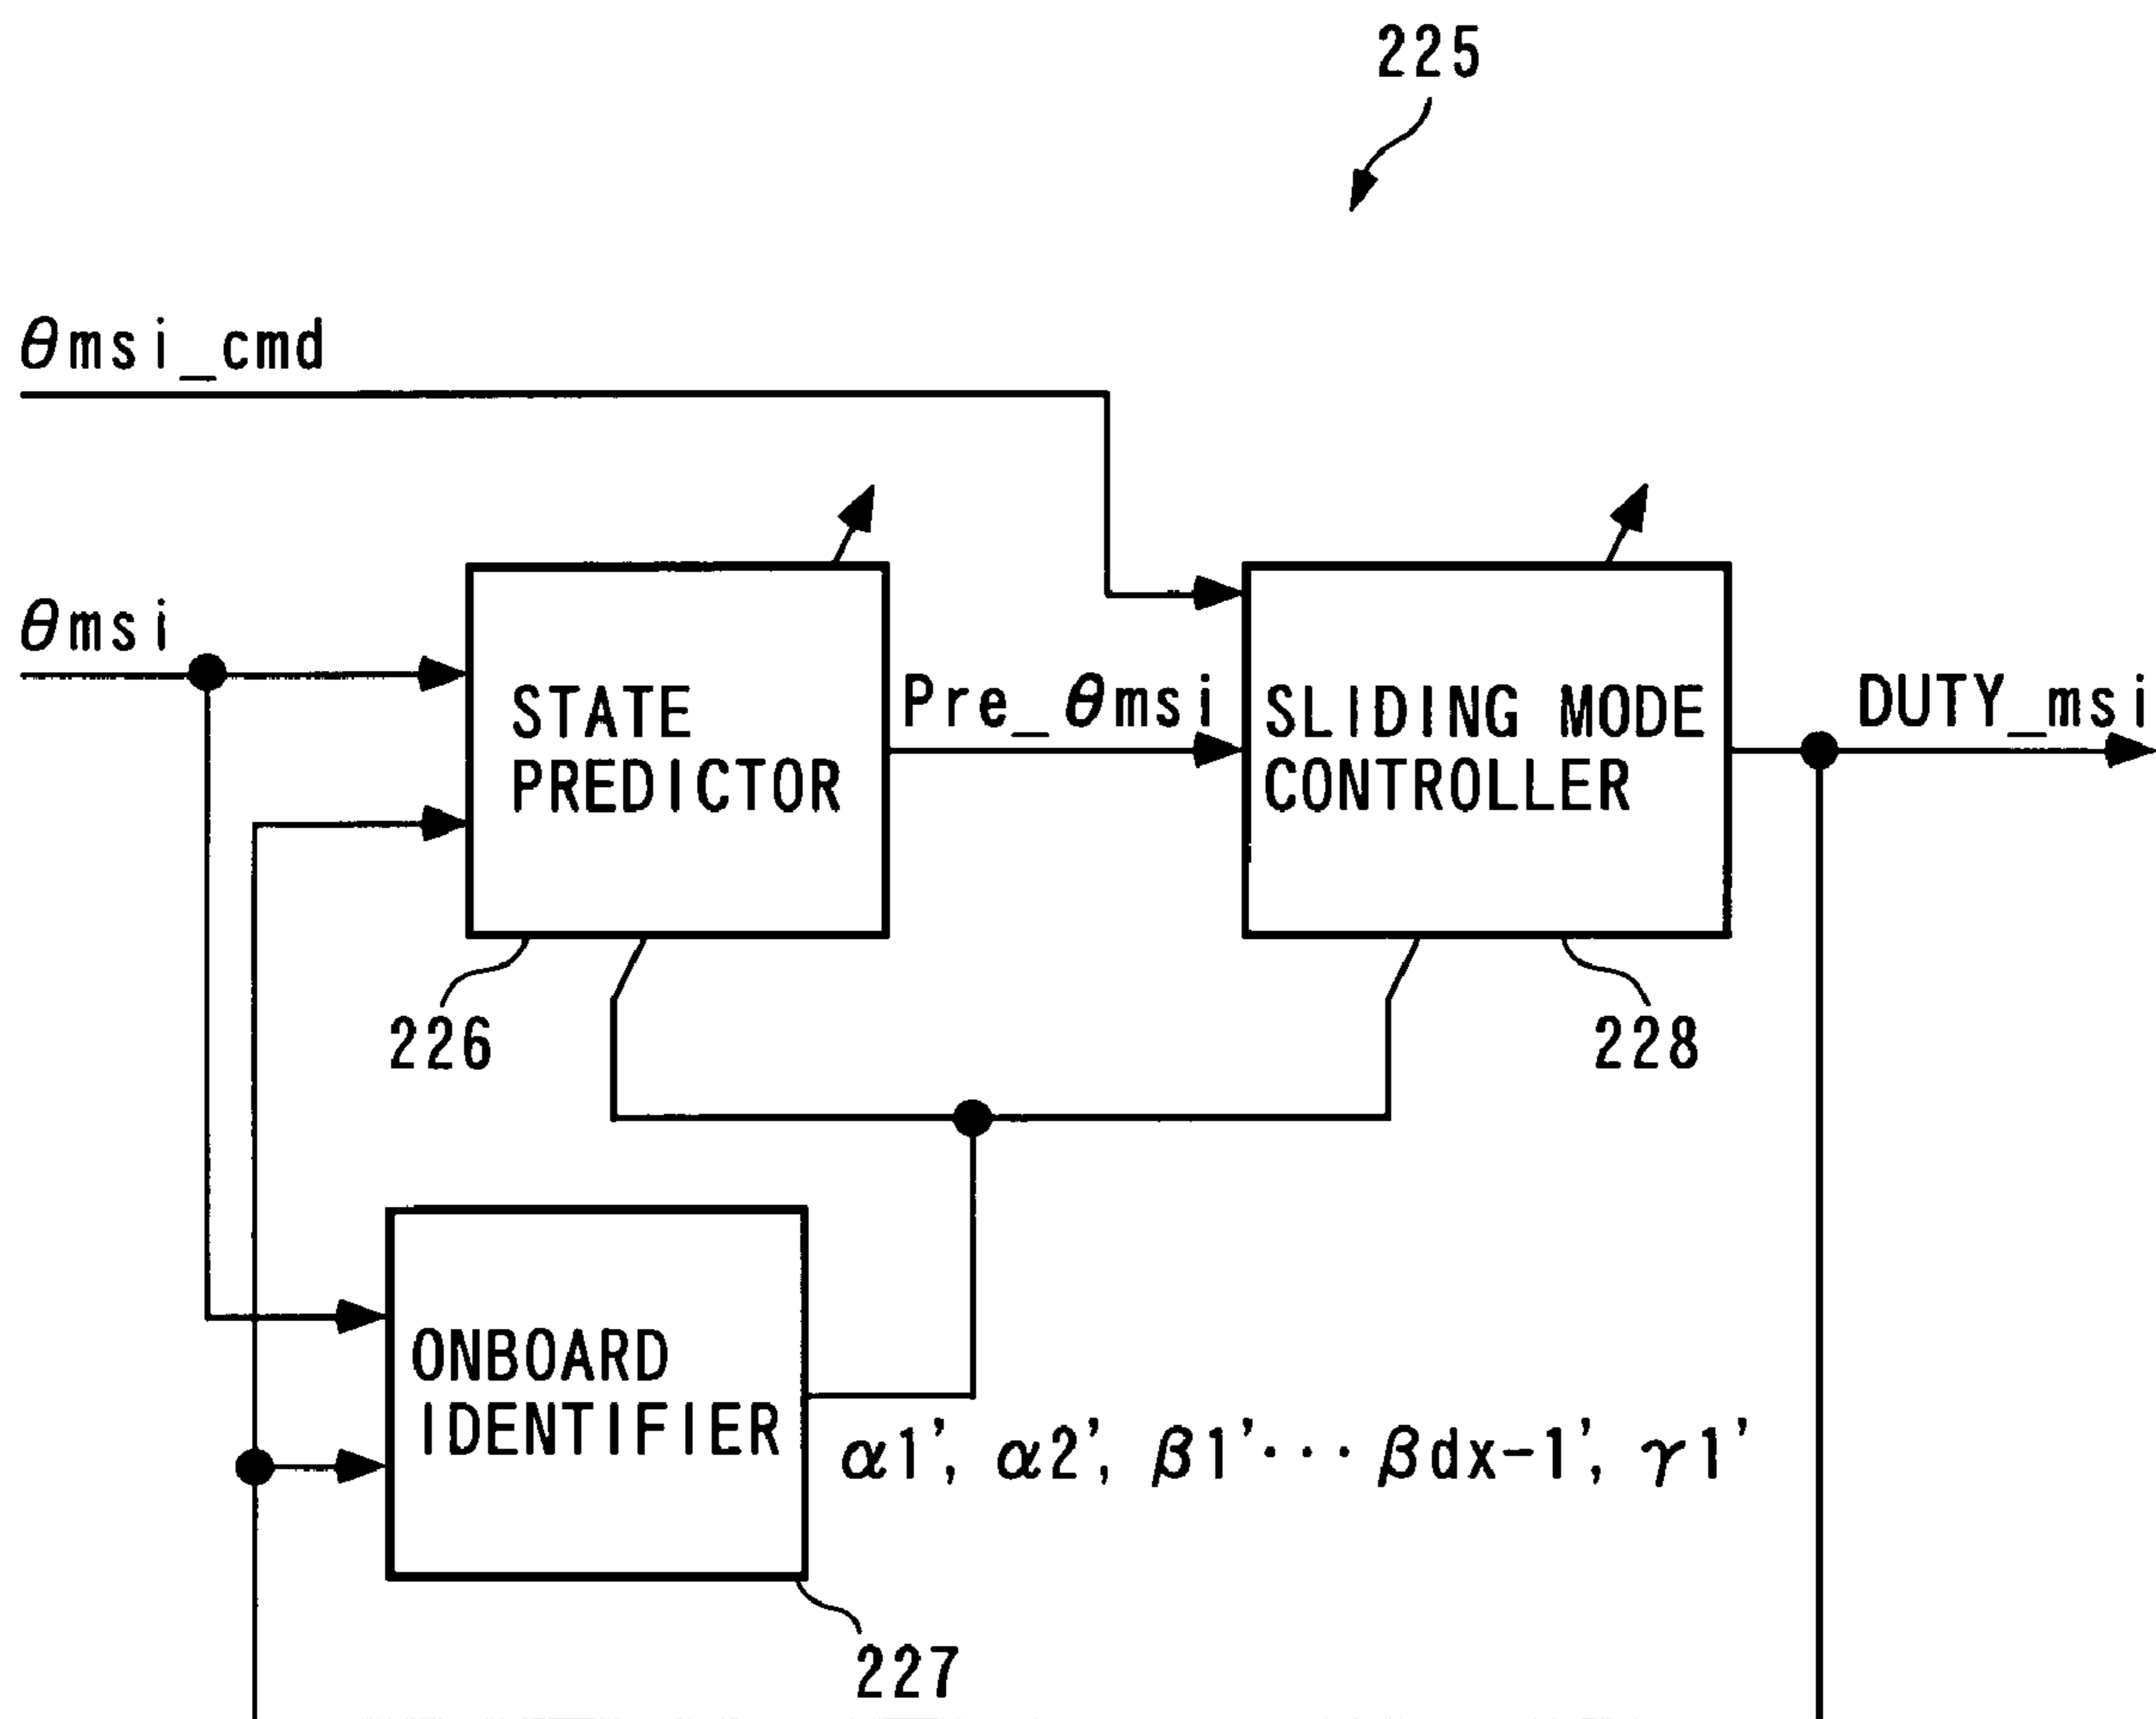 225
θmsi_cmd
θmsi
STATE
PREDICTOR
Pre_θmsi
SLIDING MODE
CONTROLLER
DUTY_msi
226
228
ONBOARD
IDENTIFIER
α1', α2', β1'··· βdx-1', γ1'
227